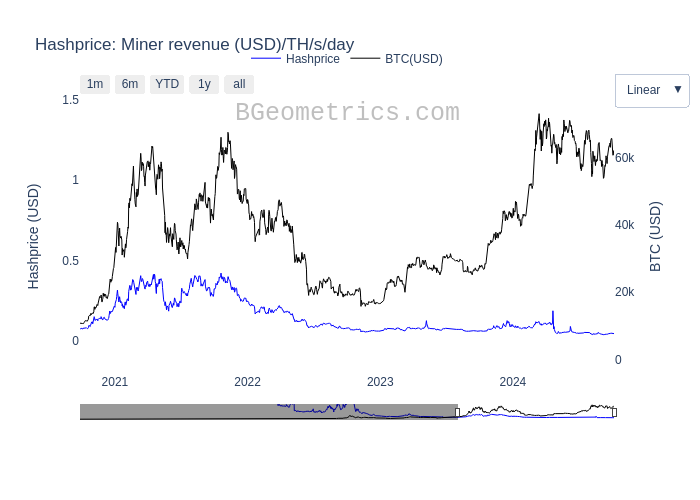 Hashprice: Miner revenue (USD)/TH/s/day
Hashprice BTC(USD)
1m 6m YTD 1y all
Linear ▼
BGeometrics.com
1.5
1
0.5
0
Hashprice (USD)
60k
40k
20k
0
BTC (USD)
2021 2022 2023 2024